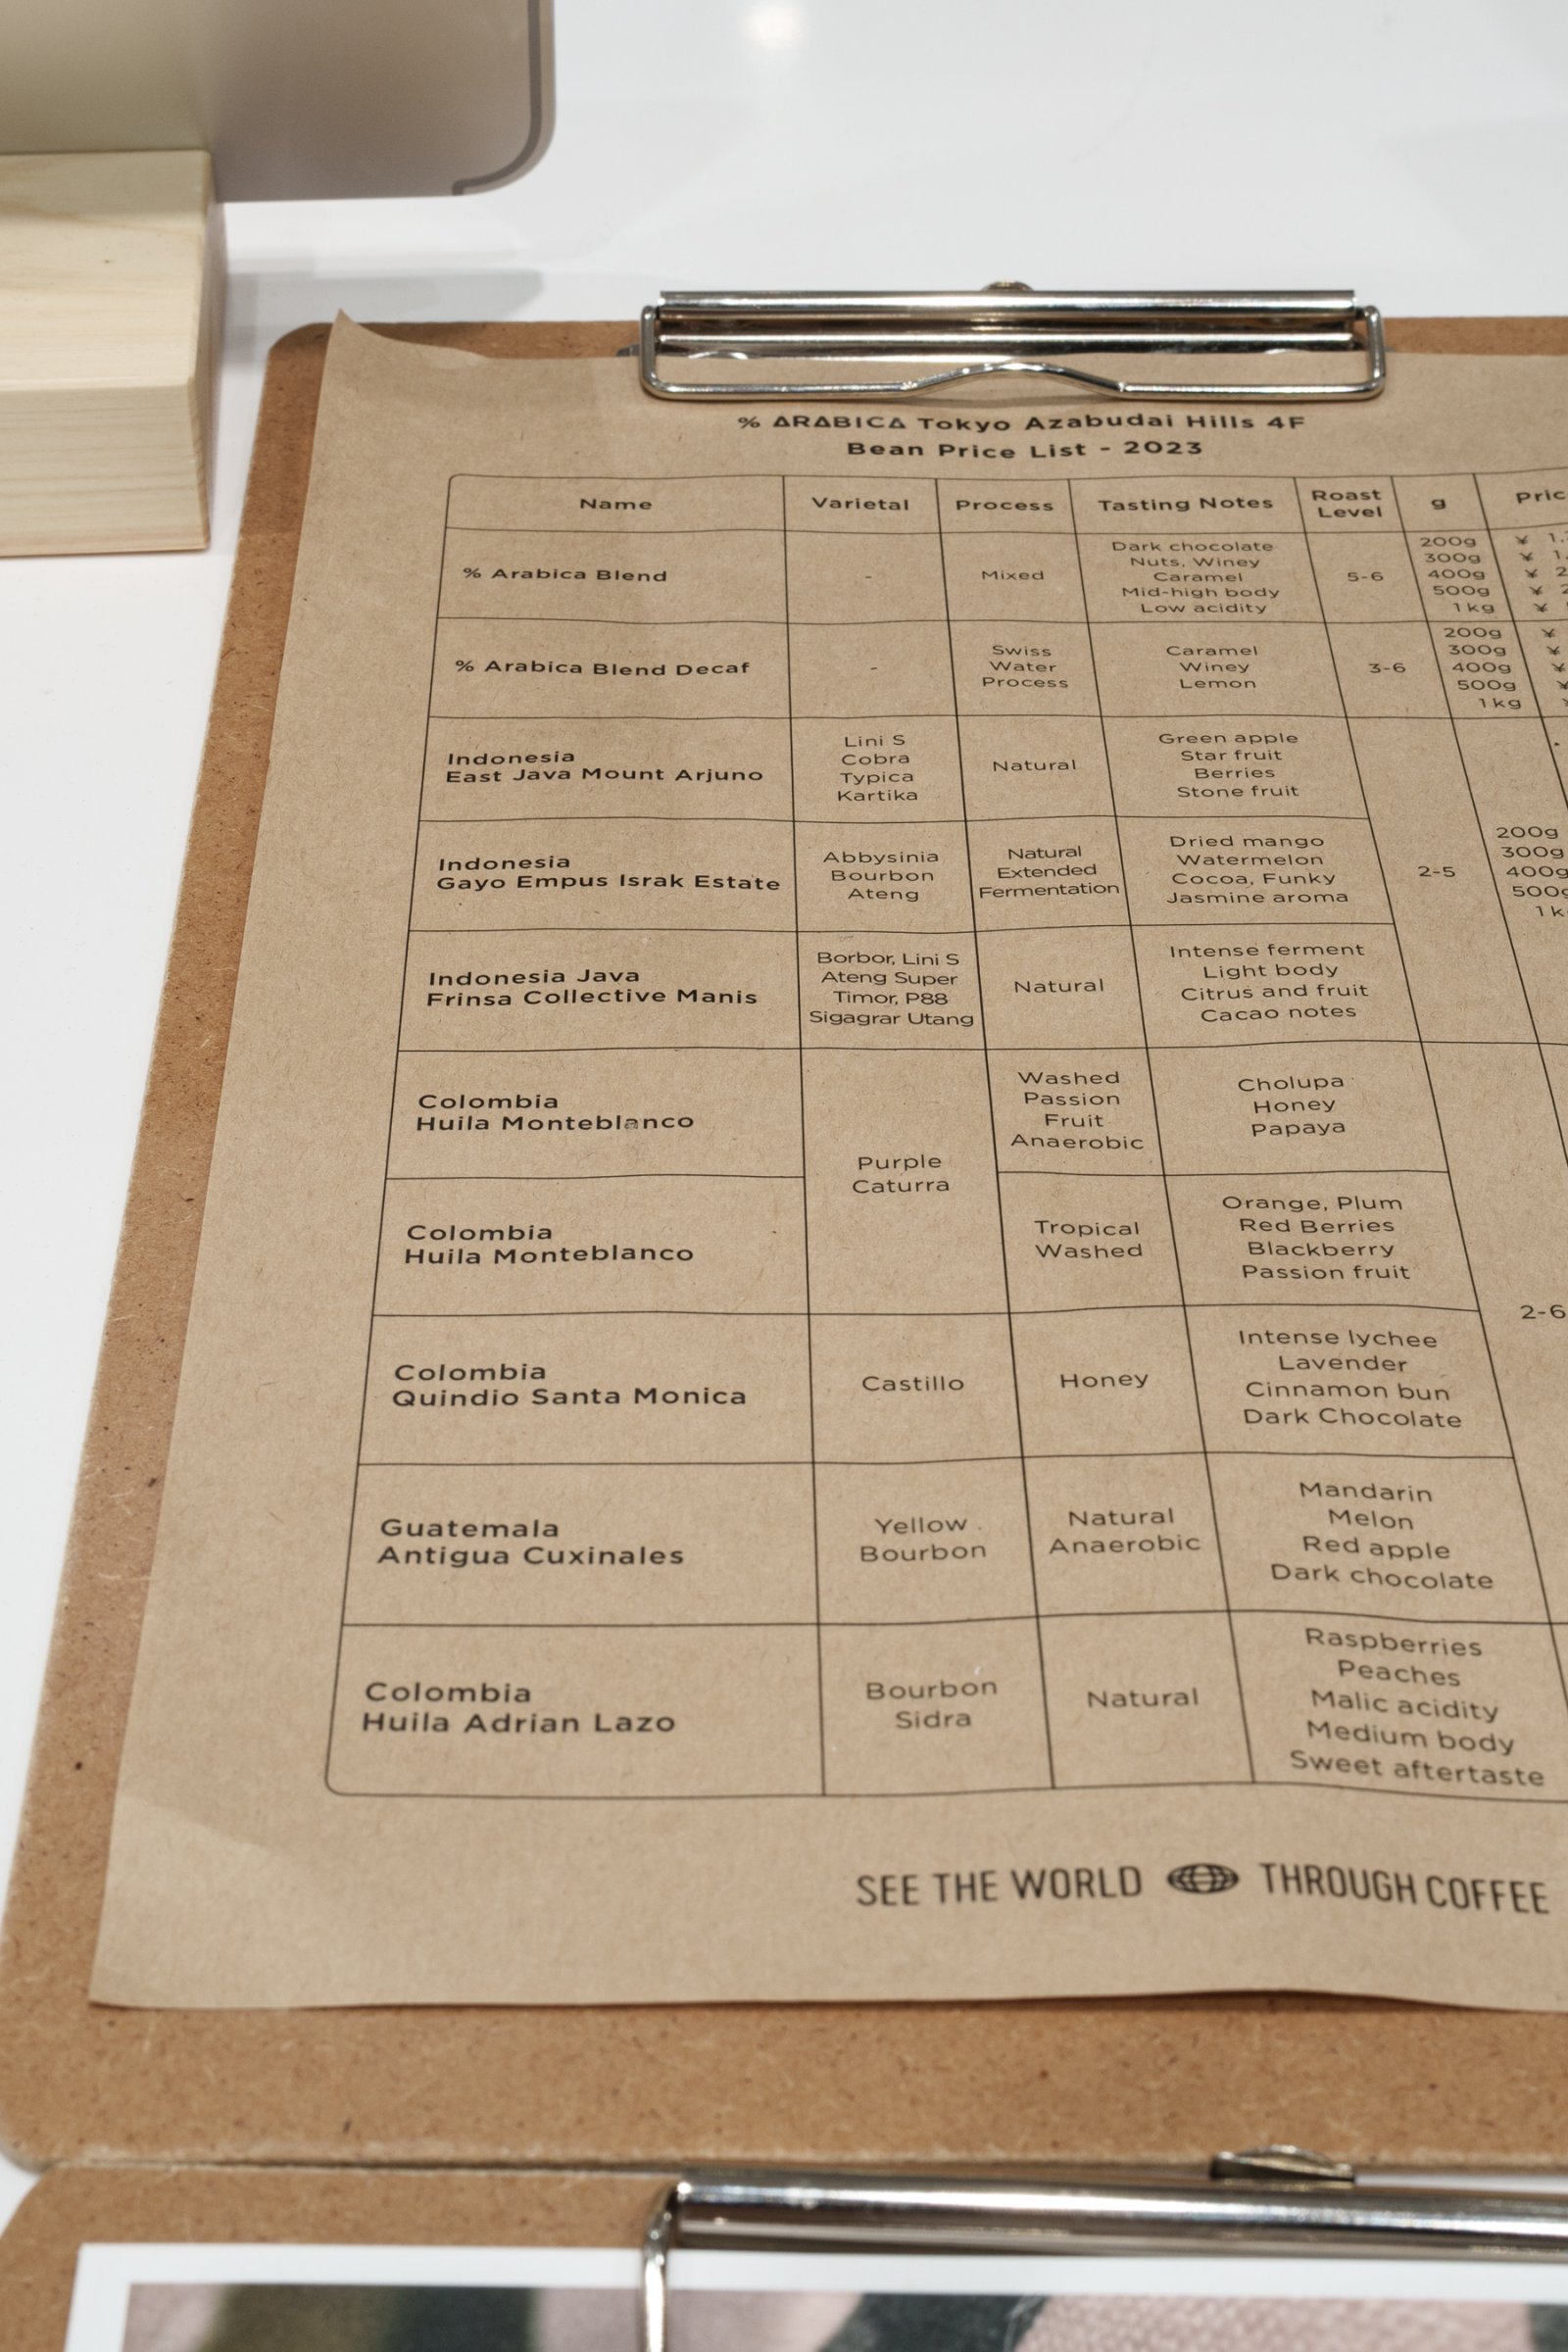 % ARABICA Tokyo Azabudai Hills 4F
Bean Price List - 2023
Name
Varietal
Process
Tasting Notes
Roast
Level
g
% Arabica Blend
-
Mixed
Dark chocolate
Nuts, Winey
Caramel
Mid-high body
Low acidity
5-6
200g ¥
300g ¥
400g ¥
500g ¥
1kg ¥
% Arabica Blend Decaf
-
Swiss
Water
Process
Caramel
Winey
Lemon
3-6
200g ¥
300g ¥
400g ¥
500g ¥
1kg
Indonesia
East Java Mount Arjuno
Lini S
Cobra
Typica
Kartika
Natural
Green apple
Star fruit
Berries
Stone fruit
Indonesia
Gayo Empus Israk Estate
Abbysinia
Bourbon
Ateng
Natural
Extended
Fermentation
Dried mango
Watermelon
Cocoa, Funky
Jasmine aroma
2-5
200g
300g
400g
500g
Indonesia Java
Frinsa Collective Manis
Borbor, Lini S
Ateng Super
Timor, P88
Sigagrar Utang
Natural
Intense ferment
Light body
Citrus and fruit
Cacao notes
Colombia
Huila Monteblanco
Purple
Caturra
Washed
Passion
Fruit
Anaerobic
Cholupa
Honey
Papaya
Colombia
Huila Monteblanco
Tropical
Washed
Orange, Plum
Red Berries
Blackberry
Passion fruit
2-6
Colombia
Quindio Santa Monica
Castillo
Honey
Intense lychee
Lavender
Cinnamon bun
Dark Chocolate
Guatemala
Antigua Cuxinales
Yellow
Bourbon
Natural
Anaerobic
Mandarin
Melon
Red apple
Dark chocolate
Colombia
Huila Adrian Lazo
Bourbon
Sidra
Natural
Raspberries
Peaches
Malic acidity
Medium body
Sweet aftertaste
SEE THE WORLD THROUGH COFFEE